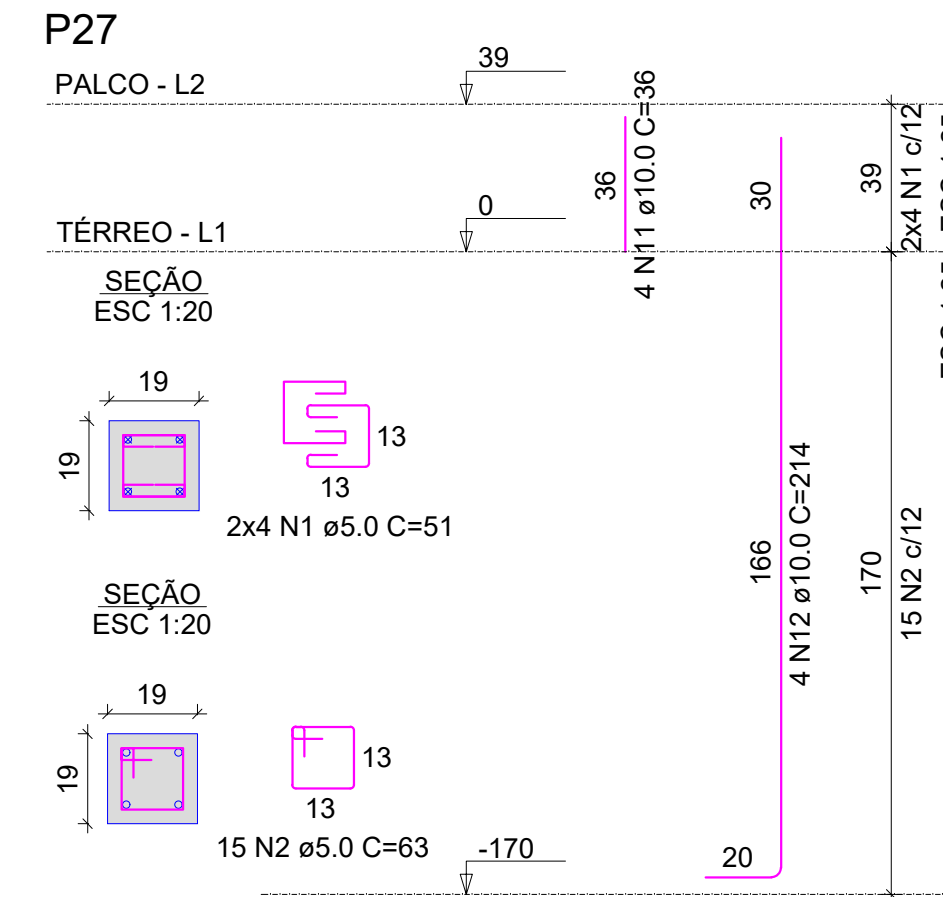 P27
39
PALCO - L2
36
4 N11 ø10.0 C=36
30
39
2x4 N1 c/12
0
TÉRREO - L1
SEÇÃO
ESC 1:20
19
19
13
13
2x4 N1 ø5.0 C=51
166
4 N12 ø10.0 C=214
170
15 N2 c/12
SEÇÃO
ESC 1:20
19
19
13
13
15 N2 ø5.0 C=63
-170
20